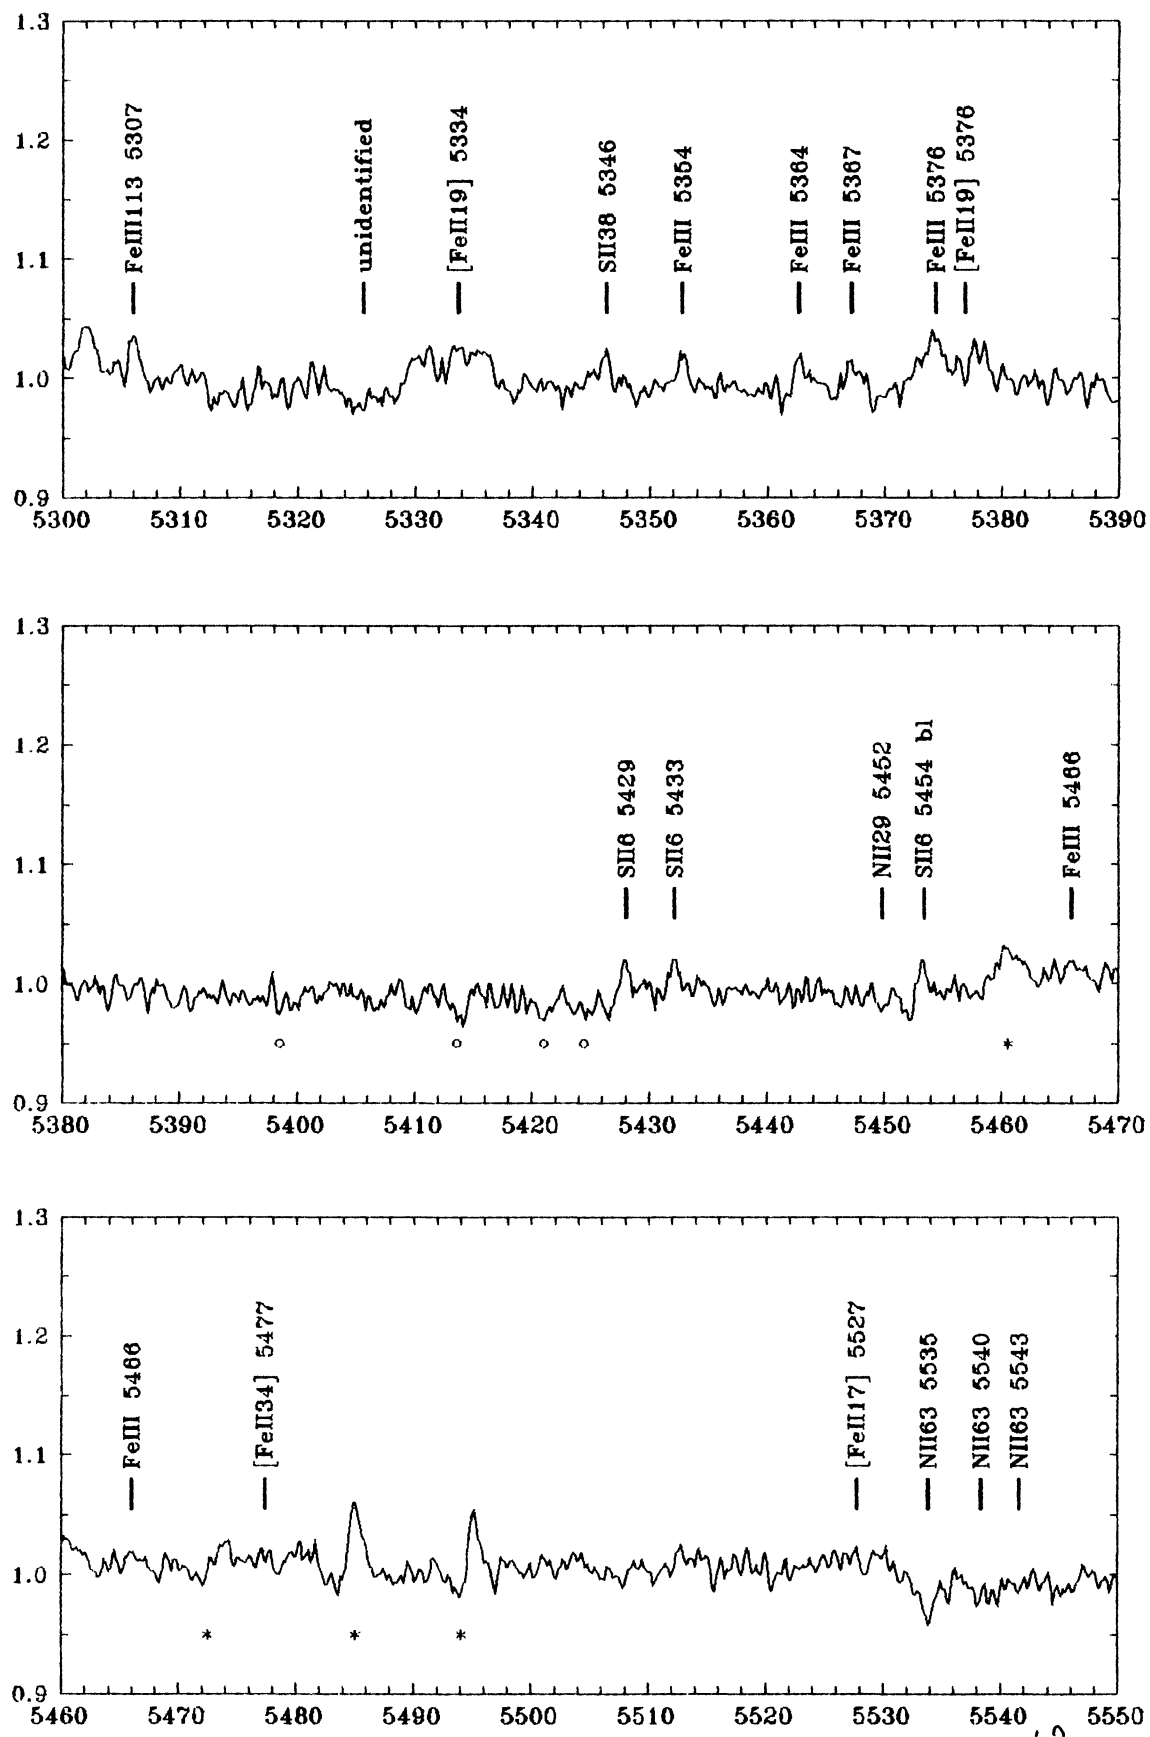 1.3
1.2
1.1
1.0
0.9
FeIII113 5307
unidentified
[FeII19] 5334
SII38 5346
FeIII 5354
FeIII 5364
FeIII 5367
FeIII 5376
[FeII19] 5376
5300 5310 5320 5330 5340 5350 5360 5370 5380 5390
1.3
1.2
1.1
1.0
0.9
SII6 5429
SII6 5433
NII29 5452
SII6 5454 bl
FeIII 5466
5380 5390 5400 5410 5420 5430 5440 5450 5460 5470
1.3
1.2
1.1
1.0
0.9
FeIII 5466
[FeII34] 5477
[FeII17] 5527
NII63 5535
NII63 5540
NII63 5543
* * *
5460 5470 5480 5490 5500 5510 5520 5530 5540 5550